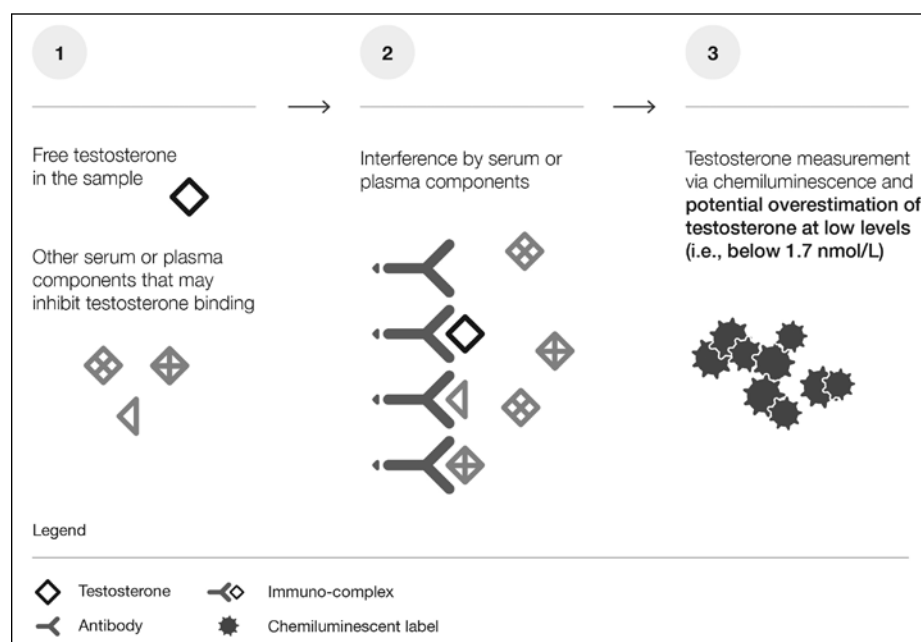 1
Free testosterone
in the sample
Other serum or plasma
components that may
inhibit testosterone binding
2
Interference by serum or
plasma components
3
Testosterone measurement
via chemiluminescence and
potential overestimation of
testosterone at low levels
(i.e., below 1.7 nmol/L)
Legend
Testosterone
Immuno-complex
Antibody
Chemiluminescent label